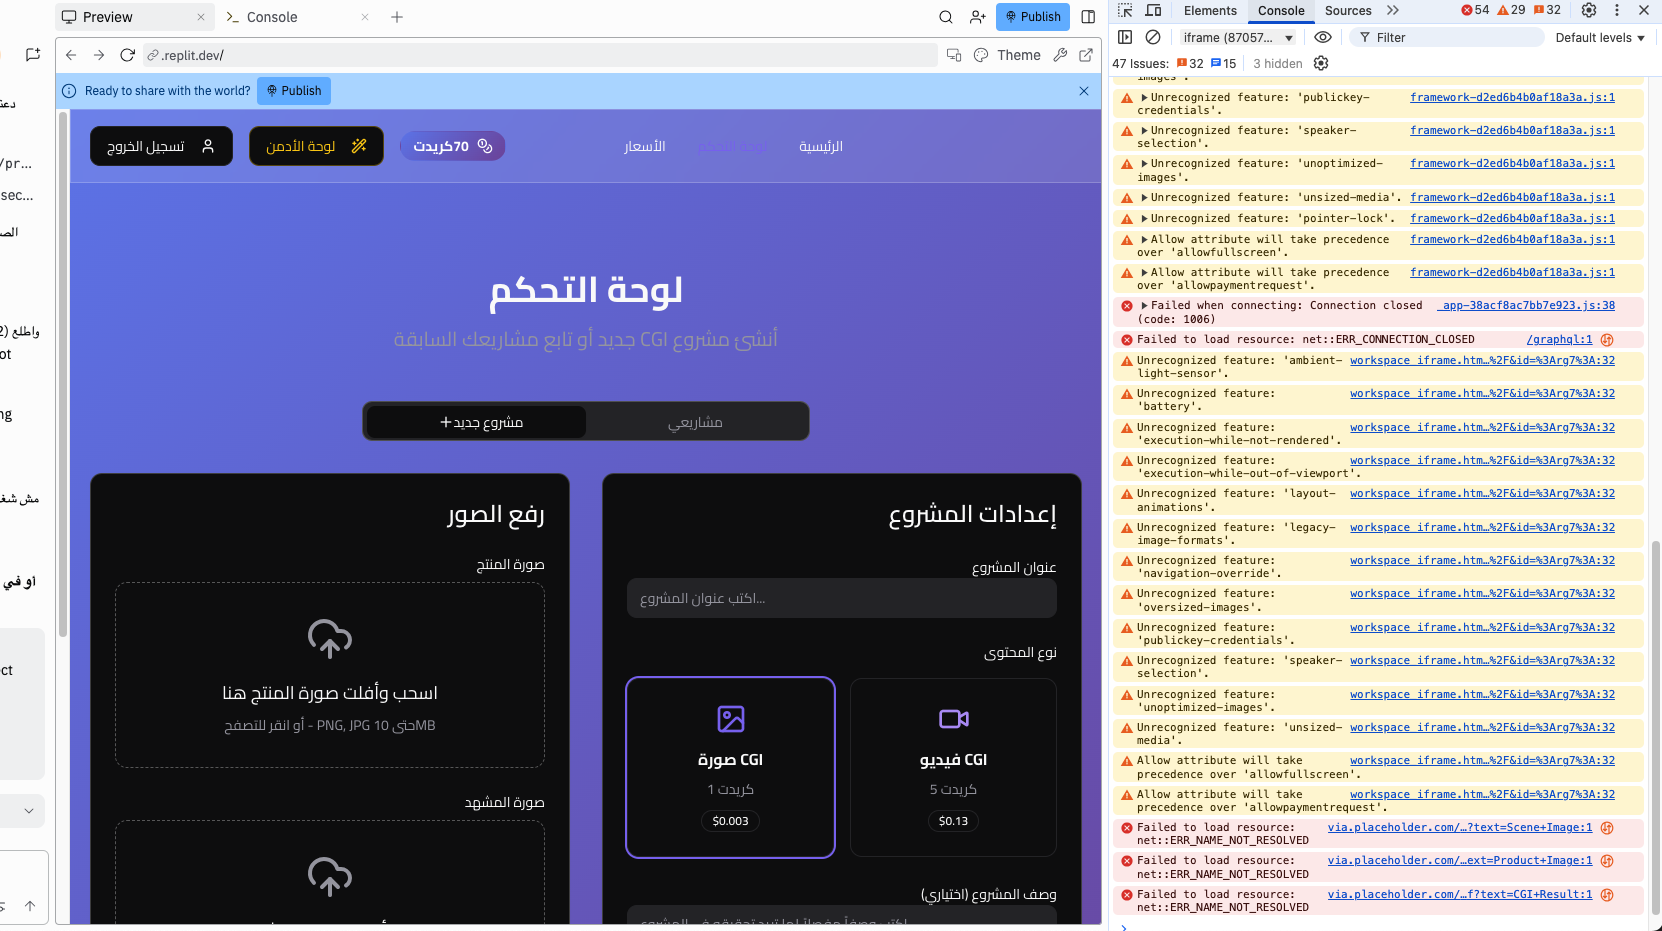 Preview
Console
Publish
.replit.dev/
Theme
Ready to share with the world?
Publish
دعن
/pr...
sec...
الص
واطلع (2
ot
ng
مش شغ
او في
ect
الرئيسية
لوحة التحكم
الأسعار
70كريدت
لوحة الأدمن
تسجيل الخروج
لوحة التحكم
أنشئ مشروع CGI جديد أو تابع مشاريعك السابقة
مشروع جديد+
مشاريعي
إعدادات المشروع
عنوان المشروع
اكتب عنوان المشروع...
نوع المحتوى
CGI صورة
كريدت 1
$0.003
CGI فيديو
كريدت 5
$0.13
وصف المشروع (اختياري)
رفع الصور
صورة المنتج
اسحب وأفلت صورة المنتج هنا
PNG, JPG حتى 10MB - أو انقر للتصفح
صورة المشهد
Elements
Console
Sources
54
29
32
iframe (87057...
Filter
Default levels
47 Issues:
32
15
3 hidden
images'.
Unrecognized feature: 'publickey-credentials'. framework-d2ed6b4b0af18a3a.js:1
Unrecognized feature: 'speaker-selection'. framework-d2ed6b4b0af18a3a.js:1
Unrecognized feature: 'unoptimized-images'. framework-d2ed6b4b0af18a3a.js:1
Unrecognized feature: 'unsized-media'. framework-d2ed6b4b0af18a3a.js:1
Unrecognized feature: 'pointer-lock'. framework-d2ed6b4b0af18a3a.js:1
Allow attribute will take precedence over 'allowfullscreen'. framework-d2ed6b4b0af18a3a.js:1
Allow attribute will take precedence over 'allowpaymentrequest'. framework-d2ed6b4b0af18a3a.js:1
Failed when connecting: Connection closed (code: 1006) _app-38acf8ac7bb7e923.js:38
Failed to load resource: net::ERR_CONNECTION_CLOSED /graphql:1
Unrecognized feature: 'ambient-light-sensor'. workspace_iframe.htm…%2F&id=%3Arg7%3A:32
Unrecognized feature: 'battery'. workspace_iframe.htm…%2F&id=%3Arg7%3A:32
Unrecognized feature: 'execution-while-not-rendered'. workspace_iframe.htm…%2F&id=%3Arg7%3A:32
Unrecognized feature: 'execution-while-out-of-viewport'. workspace_iframe.htm…%2F&id=%3Arg7%3A:32
Unrecognized feature: 'layout-animations'. workspace_iframe.htm…%2F&id=%3Arg7%3A:32
Unrecognized feature: 'legacy-image-formats'. workspace_iframe.htm…%2F&id=%3Arg7%3A:32
Unrecognized feature: 'navigation-override'. workspace_iframe.htm…%2F&id=%3Arg7%3A:32
Unrecognized feature: 'oversized-images'. workspace_iframe.htm…%2F&id=%3Arg7%3A:32
Unrecognized feature: 'publickey-credentials'. workspace_iframe.htm…%2F&id=%3Arg7%3A:32
Unrecognized feature: 'speaker-selection'. workspace_iframe.htm…%2F&id=%3Arg7%3A:32
Unrecognized feature: 'unoptimized-images'. workspace_iframe.htm…%2F&id=%3Arg7%3A:32
Unrecognized feature: 'unsized-media'. workspace_iframe.htm…%2F&id=%3Arg7%3A:32
Allow attribute will take precedence over 'allowfullscreen'. workspace_iframe.htm…%2F&id=%3Arg7%3A:32
Allow attribute will take precedence over 'allowpaymentrequest'. workspace_iframe.htm…%2F&id=%3Arg7%3A:32
Failed to load resource: net::ERR_NAME_NOT_RESOLVED via.placeholder.com/…?text=Scene+Image:1
Failed to load resource: net::ERR_NAME_NOT_RESOLVED via.placeholder.com/…ext=Product+Image:1
Failed to load resource: net::ERR_NAME_NOT_RESOLVED via.placeholder.com/…f?text=CGI+Result:1